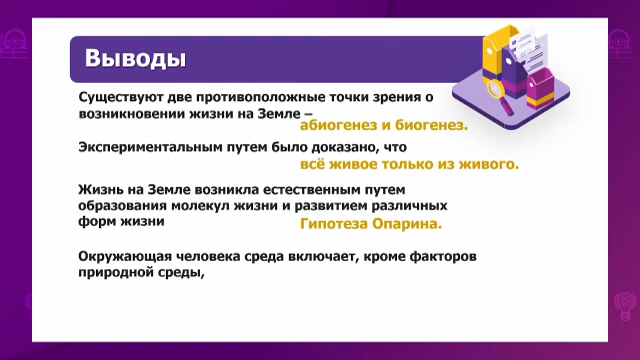 Выводы
Существуют две противоположные точки зрения о
возникновении жизни на Земле –
абиогенез и биогенез.
Экспериментальным путем было доказано, что
всё живое только из живого.
Жизнь на Земле возникла естественным путем
образования молекул жизни и развитием различных
форм жизни
Гипотеза Опарина.
Окружающая человека среда включает, кроме факторов
природной среды,